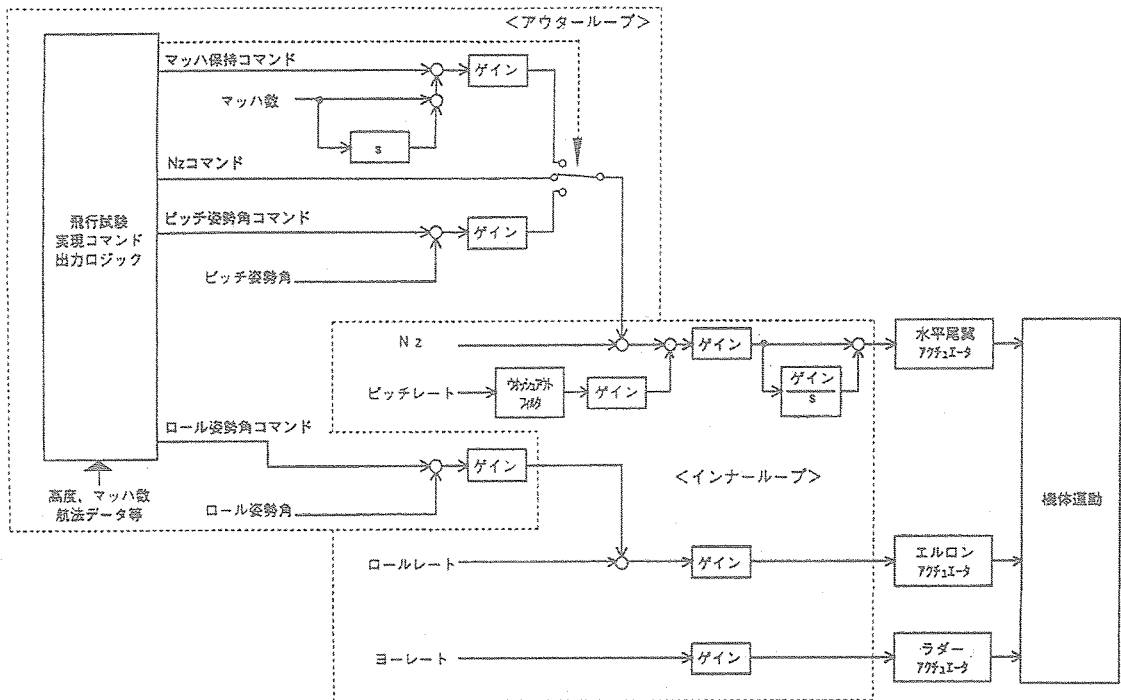 ＜アウターループ＞
マッハ保持コマンド
ゲイン
マッハ数
s
Nzコマンド
ピッチ姿勢角コマンド
ゲイン
飛行試験
実現コマンド
出力ロジック
ピッチ姿勢角
Nz
ゲイン
水平尾翼
アクチュエータ
ピッチレート
ウォッシュアウト
フィルタ
ゲイン
ゲイン
s
ロール姿勢角コマンド
ゲイン
＜インナーループ＞
高度、マッハ数
航法データ等
ロール姿勢角
機体運動
ロールレート
ゲイン
エルロン
アクチュエータ
ヨーレート
ゲイン
ラダー
アクチュエータ